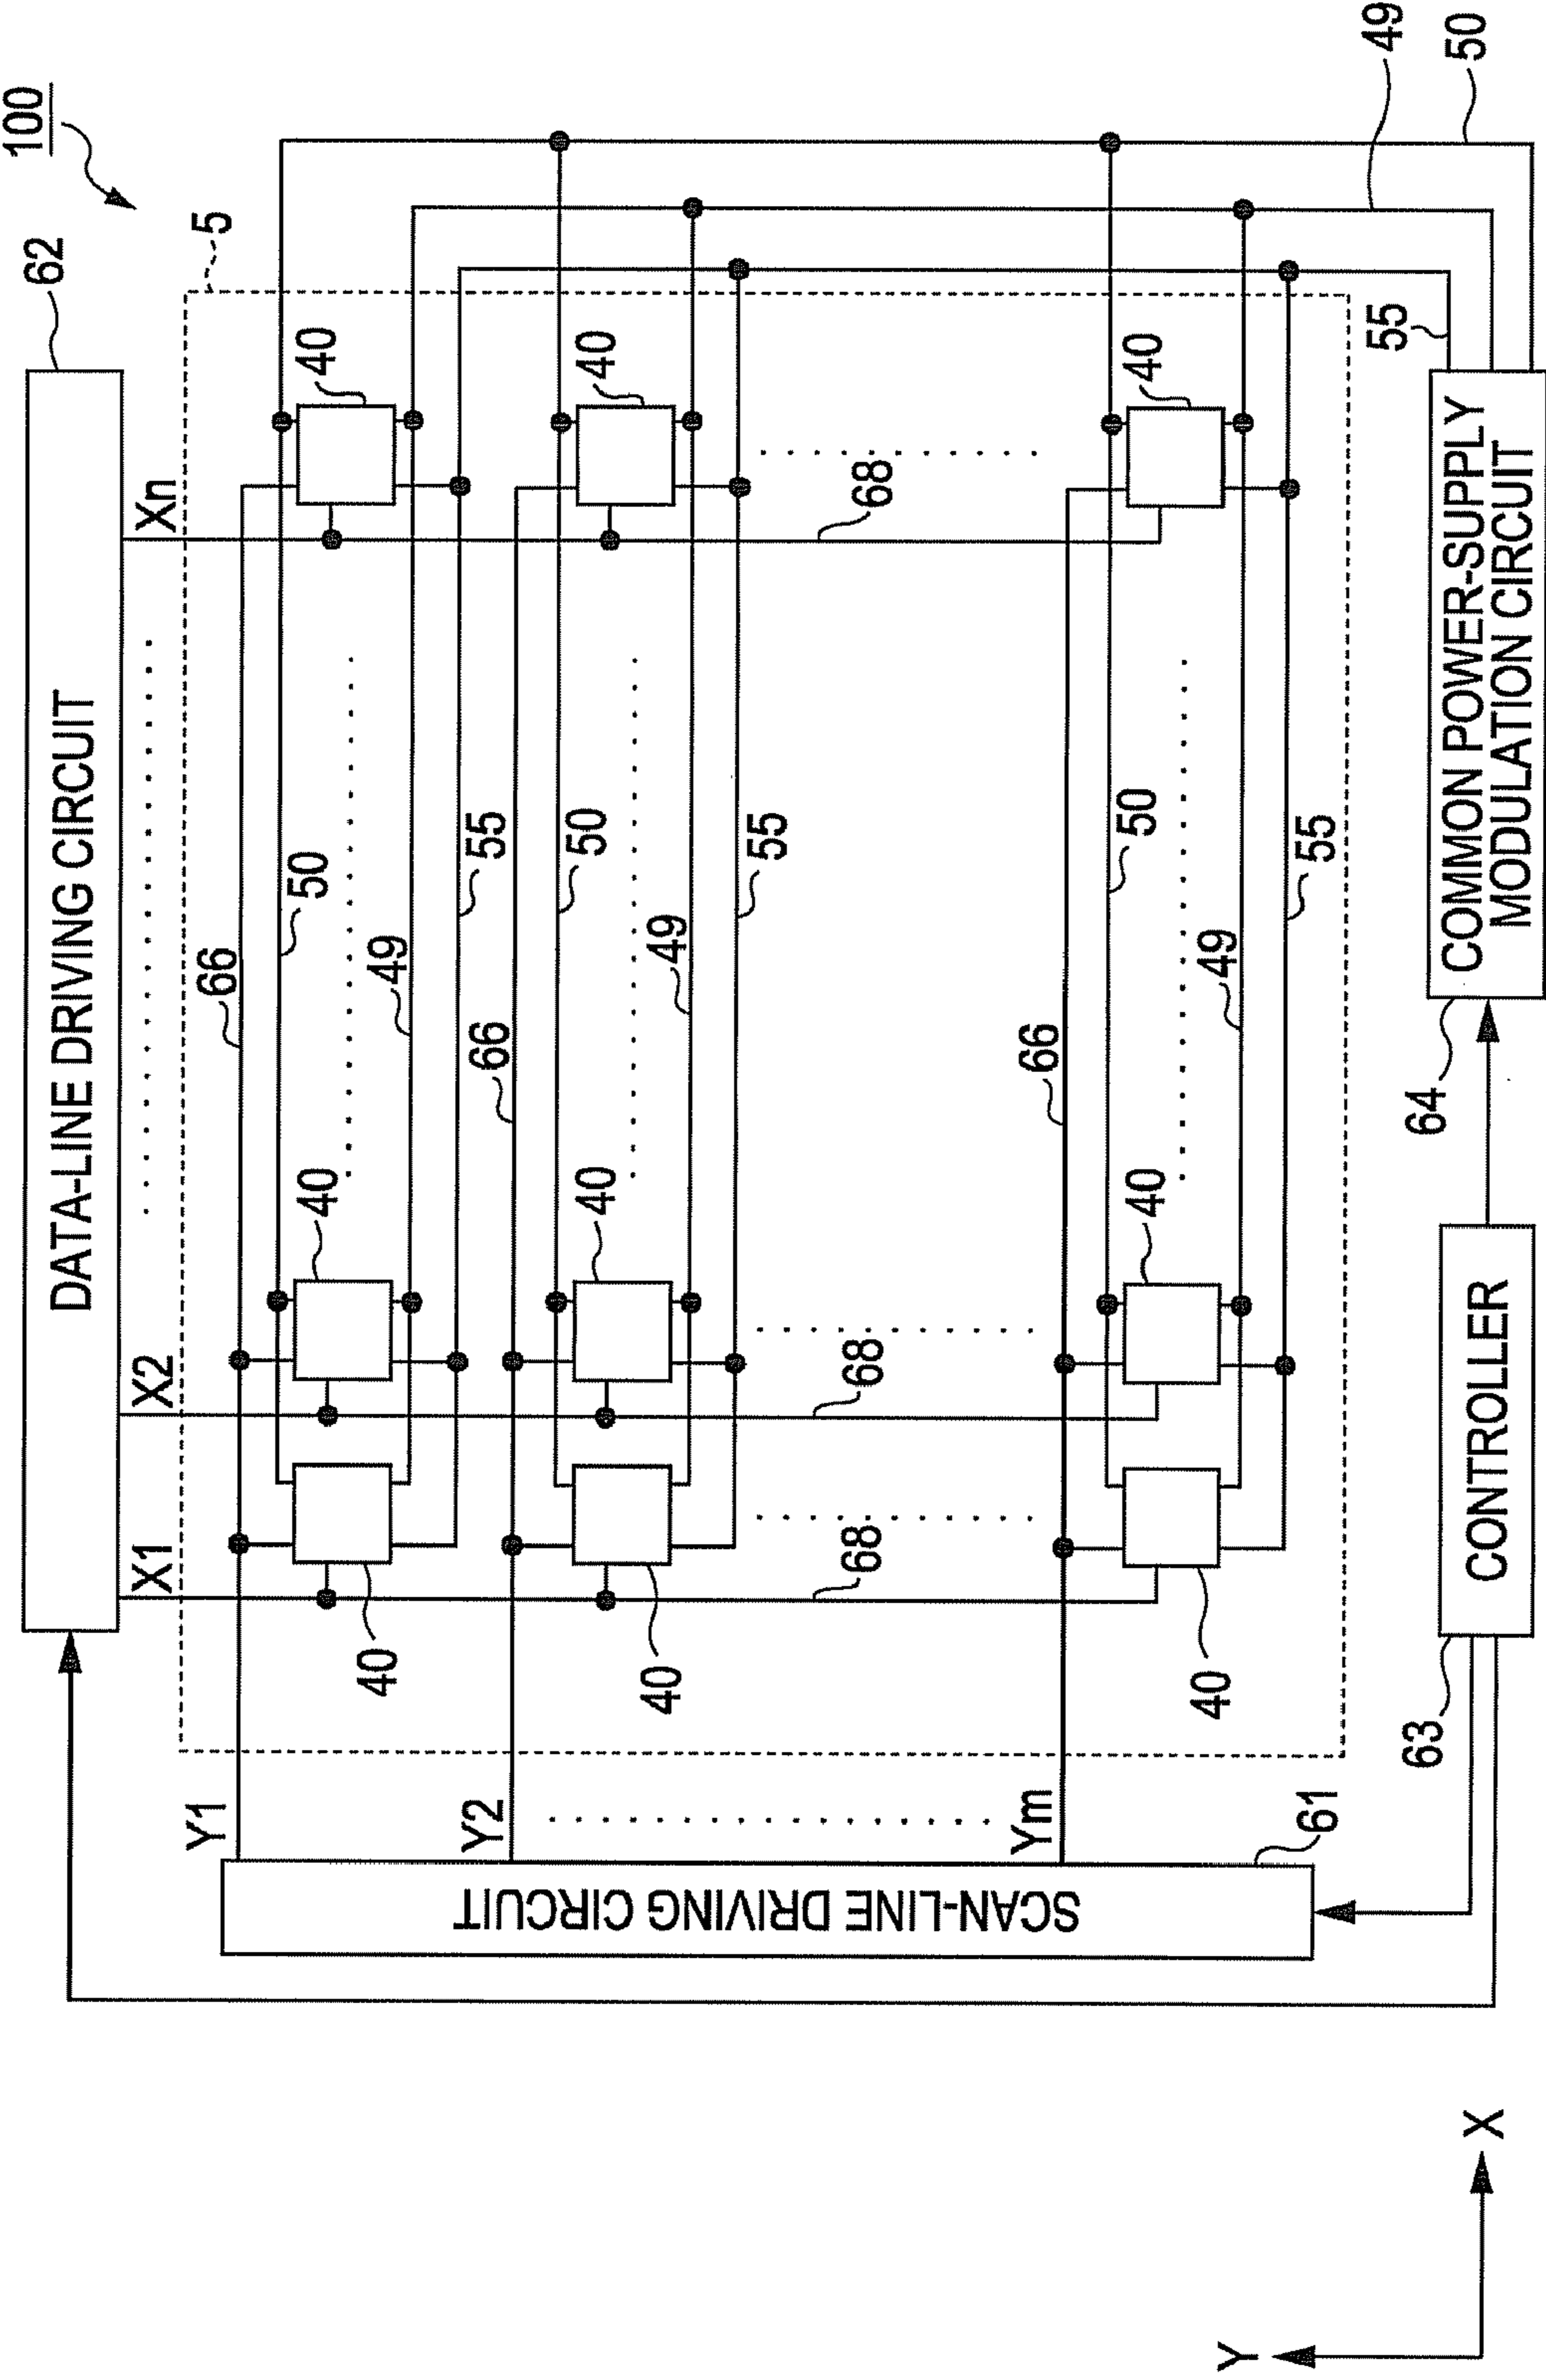 100
62
DATA-LINE DRIVING CIRCUIT
X1
X2
Xn
5
Y1
66
50
40
40
40
49
55
Y2
66
50
40
40
40
49
55
68
68
68
Ym
66
50
40
40
40
49
55
SCAN-LINE DRIVING CIRCUIT
61
63
CONTROLLER
64
COMMON POWER-SUPPLY
MODULATION CIRCUIT
55
49
50
Y
X